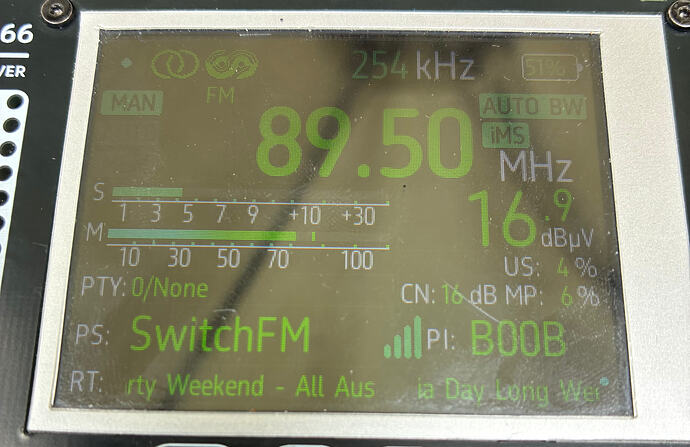 66
VER
254 kHz 51%
FM
MAN AUTO BW
89.50 iMS
MHz
S
1 3 5 7 9 +10 +30 16.9
M dBµV
10 30 50 70 100 US: 4 %
PTY: 0/None CN: 16 dB MP: 6 %
PS: SwitchFM PI: B00B
RT: rty Weekend - All Aus ia Day Long Wee